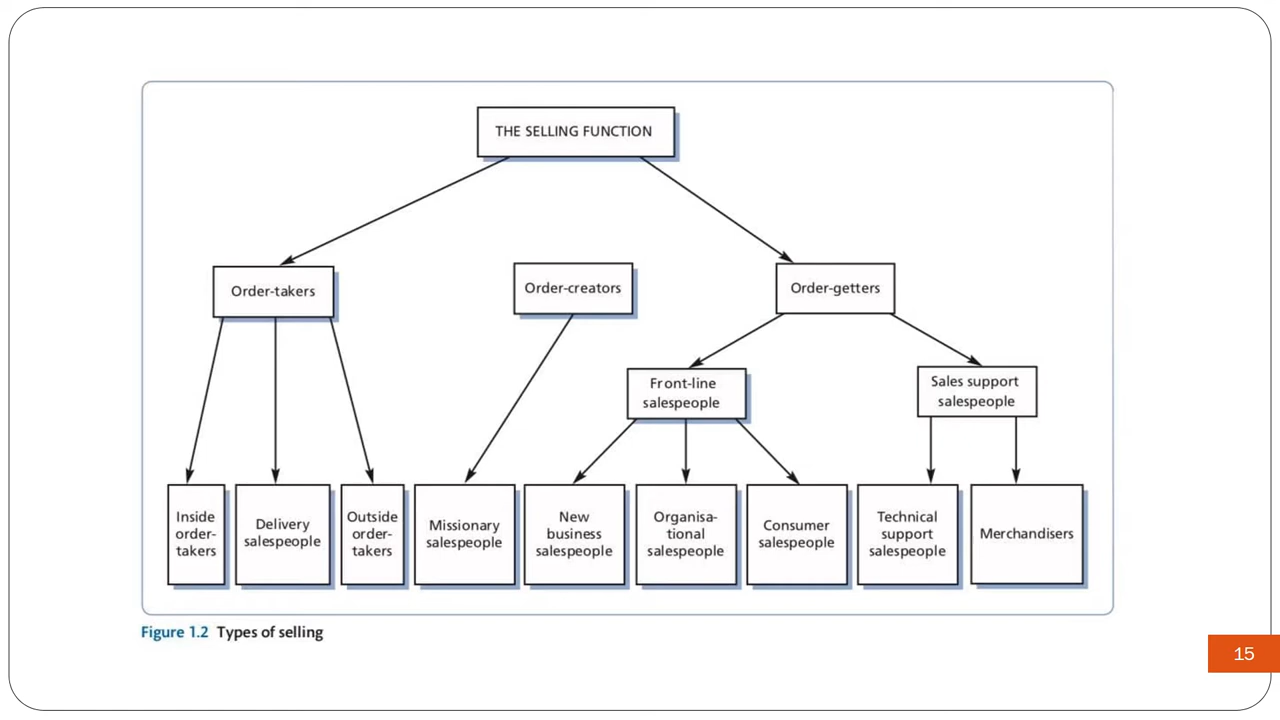 THE SELLING FUNCTION
Order-takers
Order-creators
Order-getters
Front-line
salespeople
Sales support
salespeople
Inside
order-
takers
Delivery
salespeople
Outside
order-
takers
Missionary
salespeople
New
business
salespeople
Organisa-
tional
salespeople
Consumer
salespeople
Technical
support
salespeople
Merchandisers
Figure 1.2 Types of selling
15